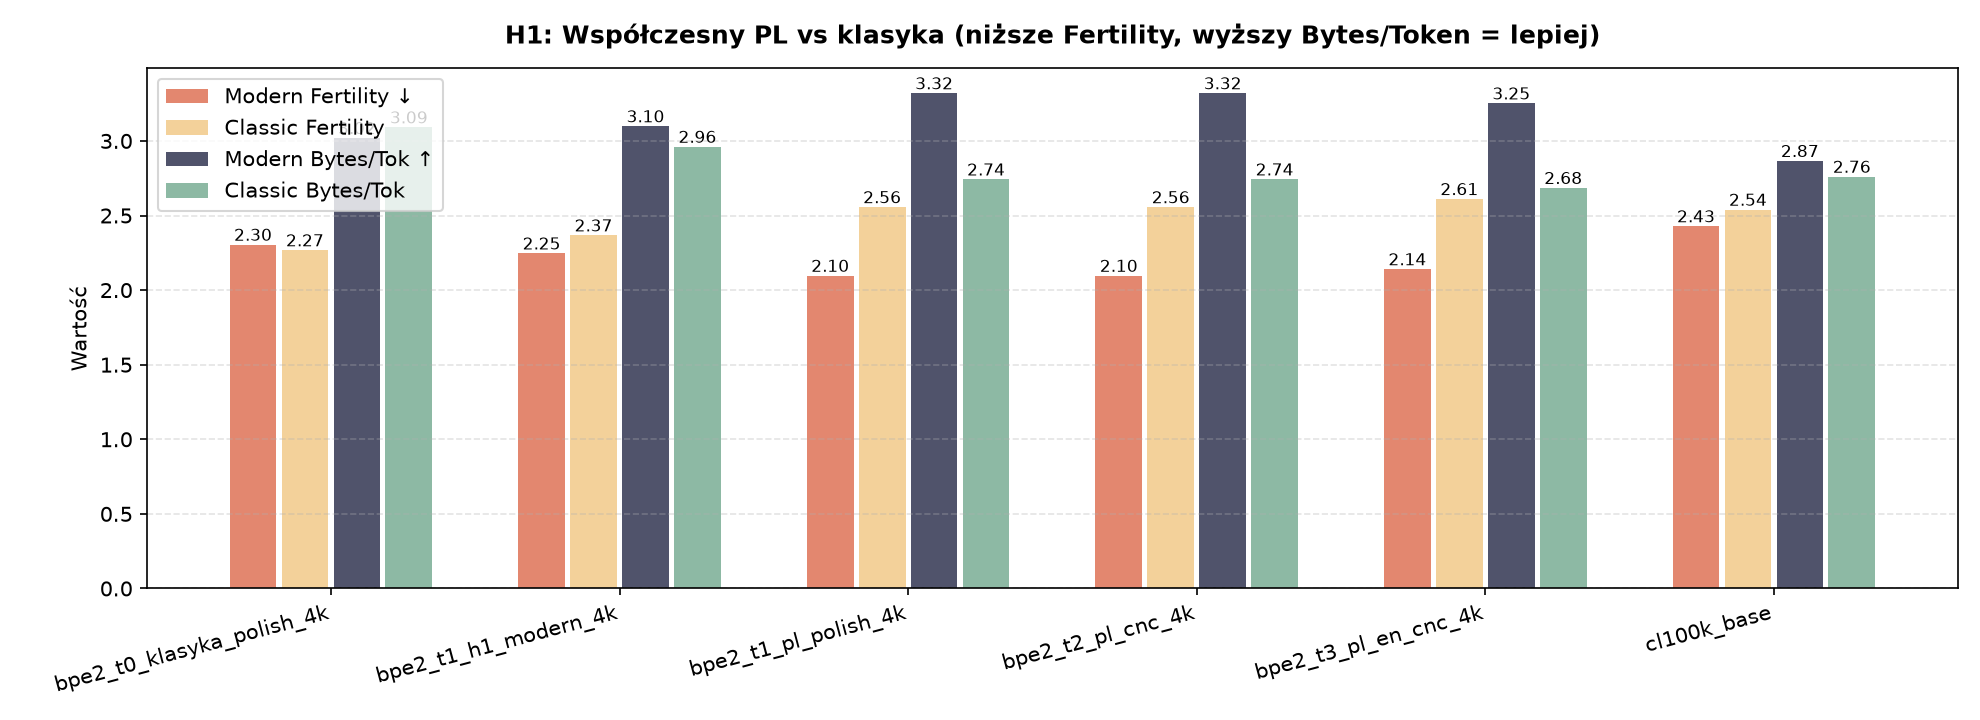 H1: Współczesny PL vs klasyka (niższe Fertility, wyższy Bytes/Token = lepiej)
Modern Fertility ↓
Classic Fertility
Modern Bytes/Tok ↑
Classic Bytes/Tok
Wartość
3.0
2.5
2.0
1.5
1.0
0.5
0.0
2.30 2.27 3.09
2.25 2.37 3.10 2.96
2.10 2.56 3.32 2.74
2.10 2.56 3.32 2.74
2.14 2.61 3.25 2.68
2.43 2.54 2.87 2.76
bpe2_t0_klasyka_polish_4k
bpe2_t1_h1_modern_4k
bpe2_t1_pl_polish_4k
bpe2_t2_pl_cnc_4k
bpe2_t3_pl_en_cnc_4k
cl100k_base